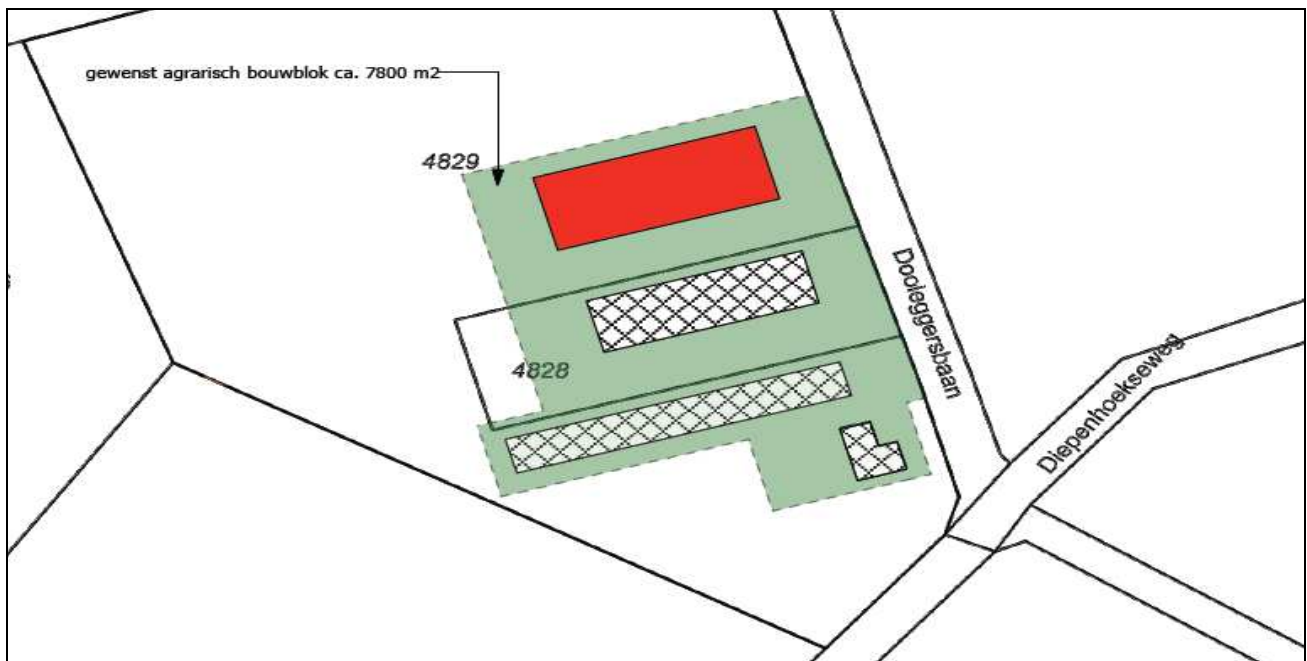 gewenst agrarisch bouwblok ca. 7800 m2
4829
Dooleggersbaan
4828
Diepenhoekseweg